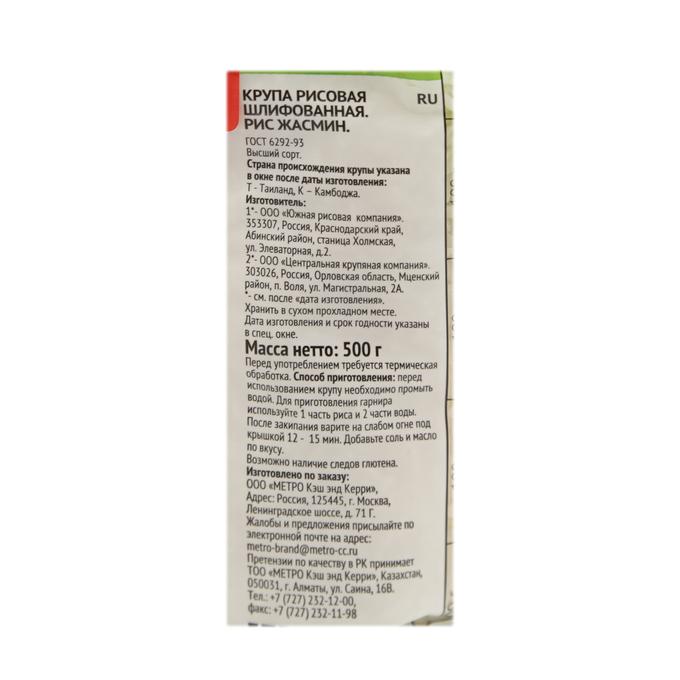 КРУПА РИСОВАЯ
ШЛИФОВАННАЯ.
РИС ЖАСМИН.
RU
ГОСТ 6292-93
Высший сорт.
Страна происхождения крупы указана
в окне после даты изготовления:
Т - Таиланд, К – Камбоджа.
Изготовитель:
1*- ООО «Южная рисовая компания».
353307, Россия, Краснодарский край,
Абинский район, станица Холмская,
ул. Элеваторная, д.2.
2*- ООО «Центральная крупяная компания».
303026, Россия, Орловская область, Мценский
район, п. Воля, ул. Магистральная, 2А.
*- см. после «дата изготовления».
Хранить в сухом прохладном месте.
Дата изготовления и срок годности указаны
в спец. окне.
Масса нетто: 500 г
Перед употреблением требуется термическая
обработка. Способ приготовления: перед
использованием крупу необходимо промыть
водой. Для приготовления гарнира
используйте 1 часть риса и 2 части воды.
После закипания варите на слабом огне под
крышкой 12 - 15 мин. Добавьте соль и масло
по вкусу.
Возможно наличие следов глютена.
Изготовлено по заказу:
ООО «МЕТРО Кэш энд Керри»,
Адрес: Россия, 125445, г. Москва,
Ленинградское шоссе, д. 71 Г.
Жалобы и предложения присылайте по
электронной почте на адрес:
metro-brand@metro-cc.ru
Претензии по качеству в РК принимает
ТОО «МЕТРО Кэш энд Керри», Казахстан,
050031, г. Алматы, ул. Саина, 16В.
Тел.: +7 (727) 232-12-00,
факс: +7 (727) 232-11-98